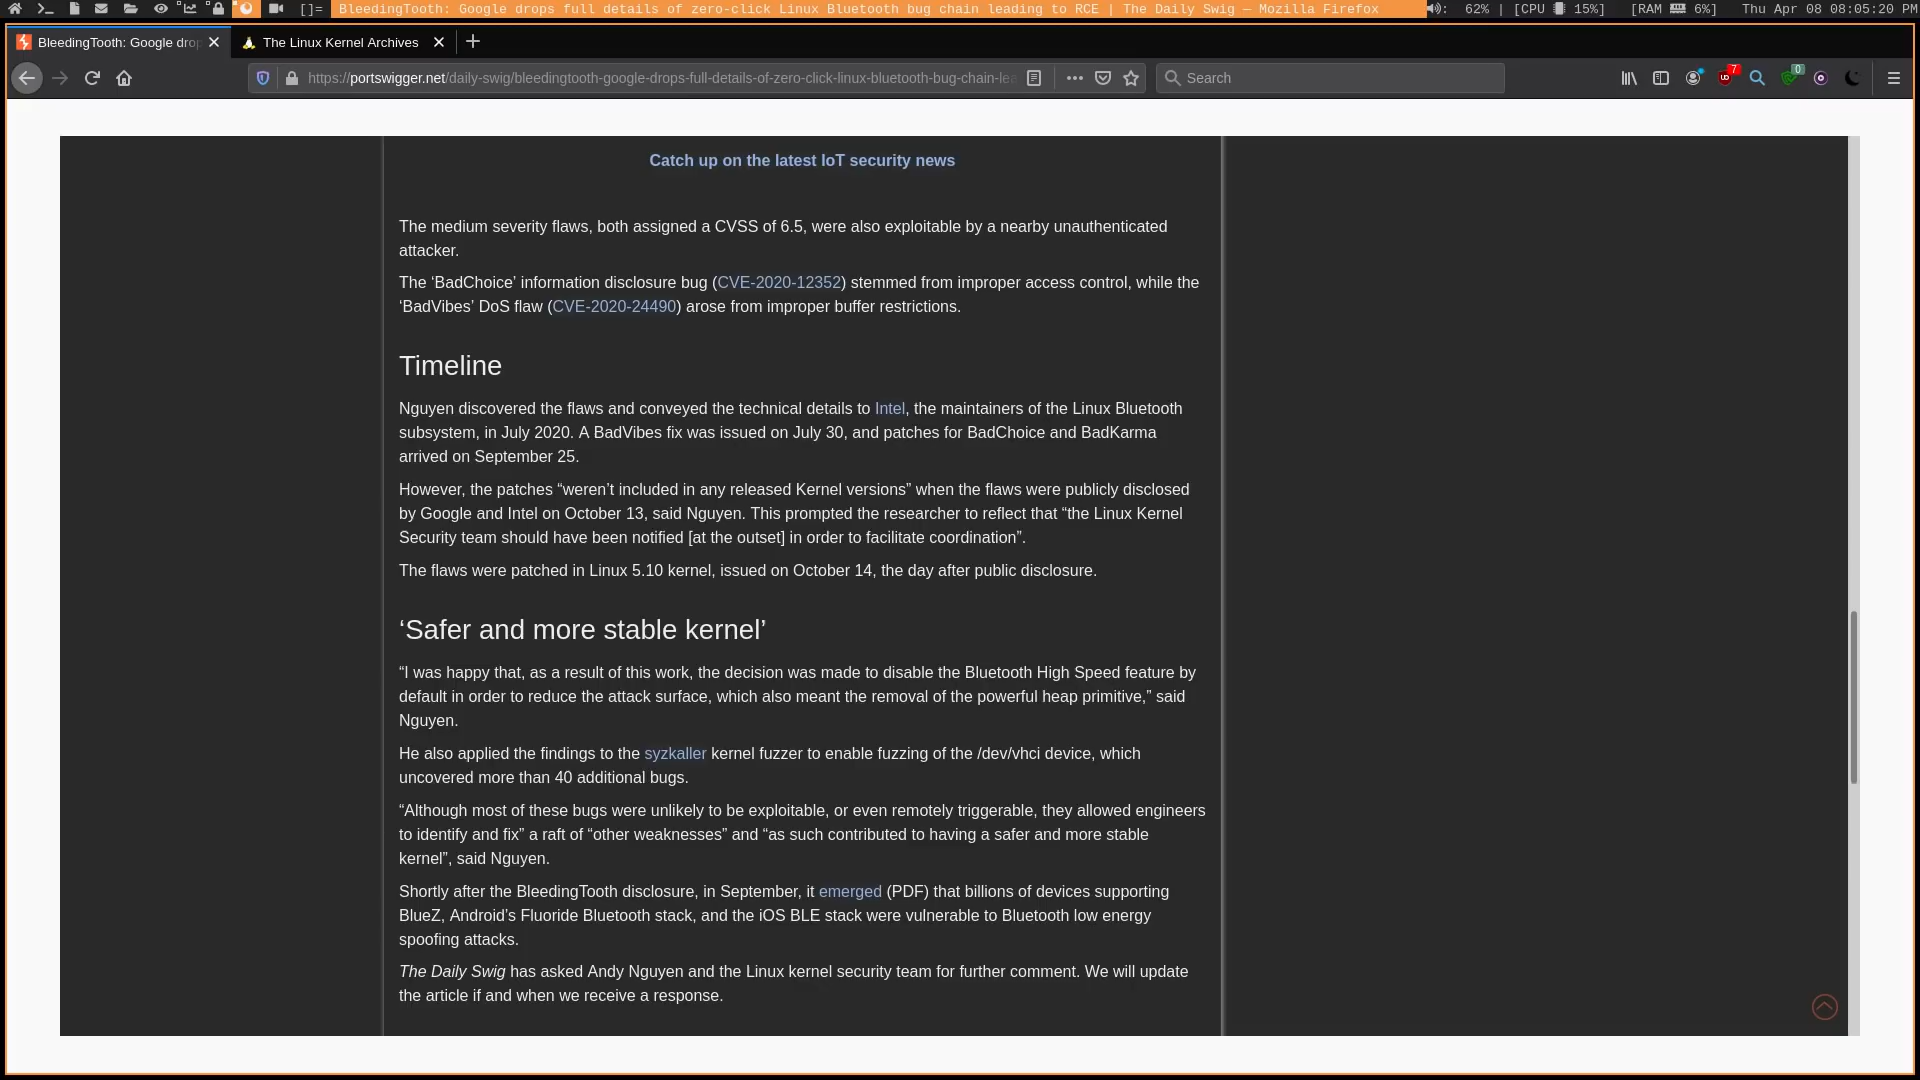 []= BleedingTooth: Google drops full details of zero-click Linux Bluetooth bug chain leading to RCE | The Daily Swig — Mozilla Firefox : 62% | [CPU 15%] [RAM 6%] Thu Apr 08 08:05:20 PM
BleedingTooth: Google drop The Linux Kernel Archives
https://portswigger.net/daily-swig/bleedingtooth-google-drops-full-details-of-zero-click-linux-bluetooth-bug-chain-lea Search 7 0
Catch up on the latest IoT security news
The medium severity flaws, both assigned a CVSS of 6.5, were also exploitable by a nearby unauthenticated
attacker.
The ‘BadChoice’ information disclosure bug (CVE-2020-12352) stemmed from improper access control, while the
‘BadVibes’ DoS flaw (CVE-2020-24490) arose from improper buffer restrictions.
Timeline
Nguyen discovered the flaws and conveyed the technical details to Intel, the maintainers of the Linux Bluetooth
subsystem, in July 2020. A BadVibes fix was issued on July 30, and patches for BadChoice and BadKarma
arrived on September 25.
However, the patches “weren’t included in any released Kernel versions” when the flaws were publicly disclosed
by Google and Intel on October 13, said Nguyen. This prompted the researcher to reflect that “the Linux Kernel
Security team should have been notified [at the outset] in order to facilitate coordination”.
The flaws were patched in Linux 5.10 kernel, issued on October 14, the day after public disclosure.
‘Safer and more stable kernel’
“I was happy that, as a result of this work, the decision was made to disable the Bluetooth High Speed feature by
default in order to reduce the attack surface, which also meant the removal of the powerful heap primitive,” said
Nguyen.
He also applied the findings to the syzkaller kernel fuzzer to enable fuzzing of the /dev/vhci device, which
uncovered more than 40 additional bugs.
“Although most of these bugs were unlikely to be exploitable, or even remotely triggerable, they allowed engineers
to identify and fix” a raft of “other weaknesses” and “as such contributed to having a safer and more stable
kernel”, said Nguyen.
Shortly after the BleedingTooth disclosure, in September, it emerged (PDF) that billions of devices supporting
BlueZ, Android’s Fluoride Bluetooth stack, and the iOS BLE stack were vulnerable to Bluetooth low energy
spoofing attacks.
The Daily Swig has asked Andy Nguyen and the Linux kernel security team for further comment. We will update
the article if and when we receive a response.